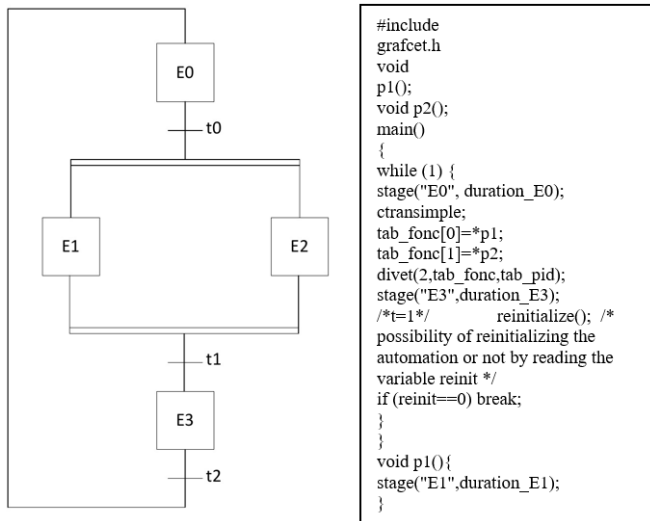 E0
t0
E1
E2
t1
E3
t2
#include
grafcet.h
void
p1();
void p2();
main()
{
while (1) {
stage("E0", duration_E0);
ctransimple;
tab_fonc[0]=*p1;
tab_fonc[1]=*p2;
divet(2,tab_fonc,tab_pid);
stage("E3",duration_E3);
/*t=1*/ reinitialize(); /*
possibility of reinitializing the
automation or not by reading the
variable reinit */
if (reinit==0) break;
}
}
void p1(){
stage("E1",duration_E1);
}